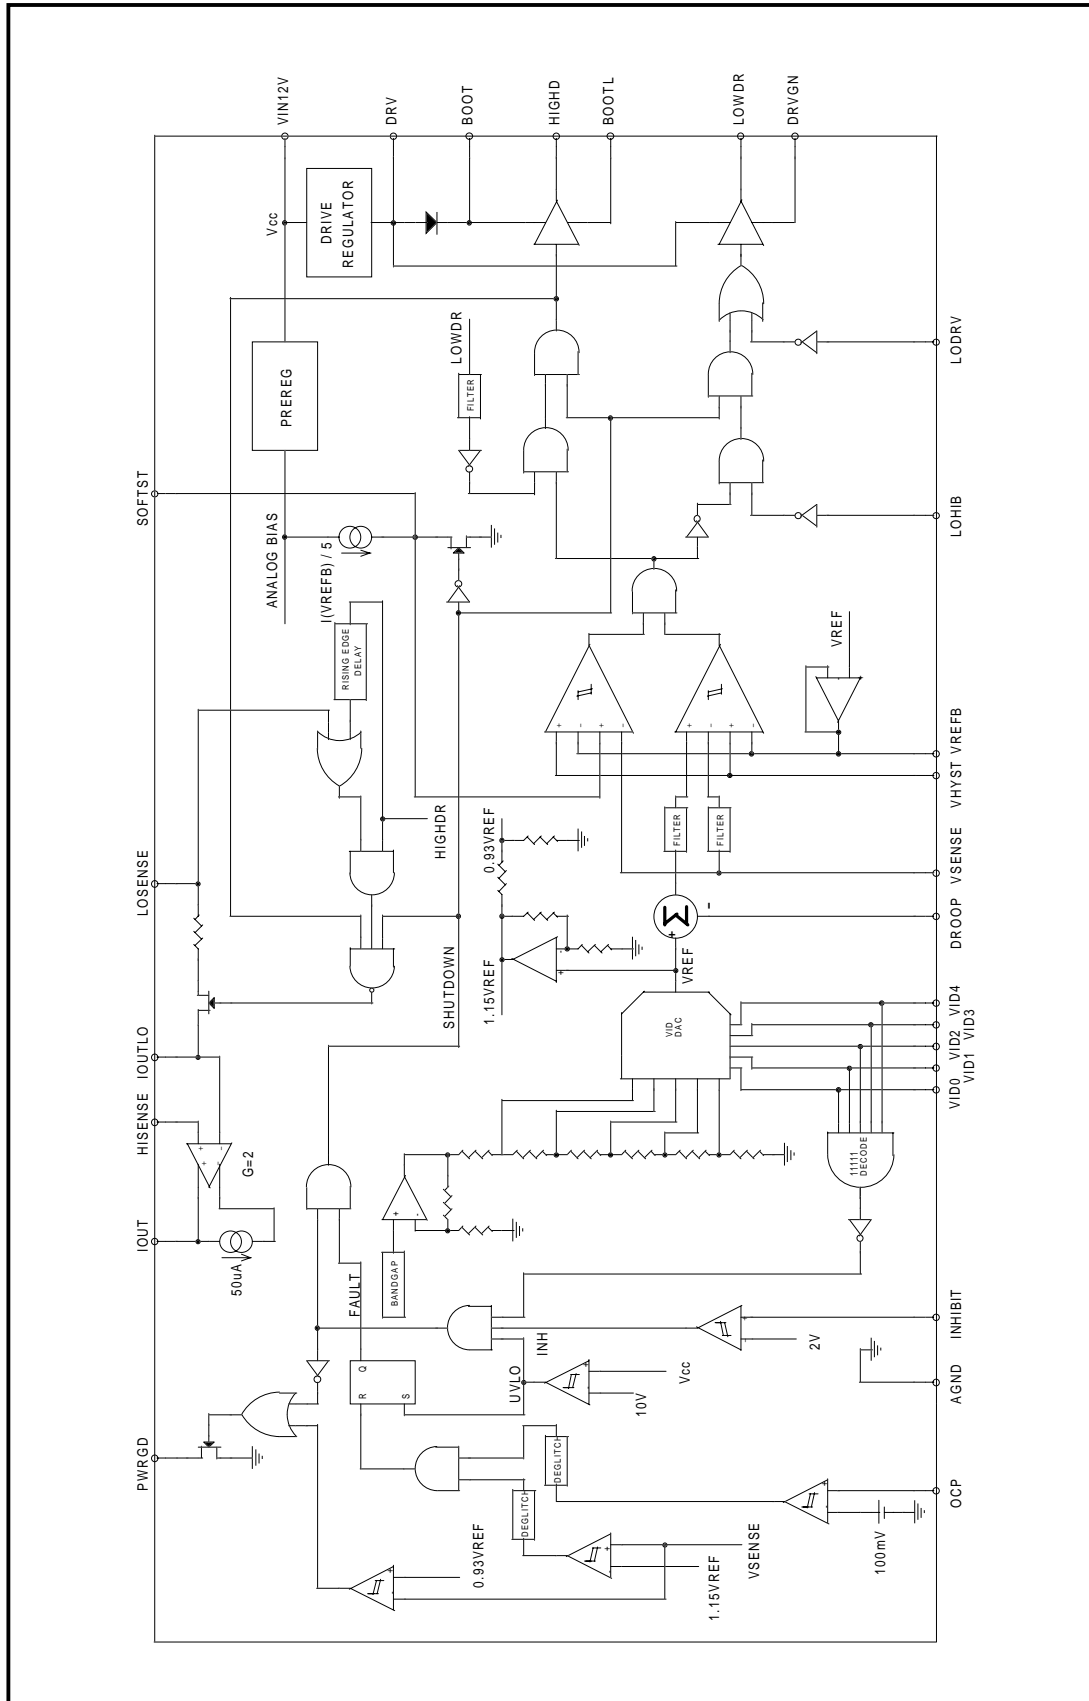 VIN12V
DRV
BOOT
HIGHD
BOOTL
LOWDR
DRVGN
Vcc
DRIVE
REGULATOR
PREREG
LOWDR
FILTER
LODRV
SOFTST
ANALOG BIAS
I(VREFB) / 5
LOHIB
RISING EDGE
DELAY
VREF
+
-
+
-
+
-
+
-
VREFB
VHYST
HIGHDR
LOSENSE
0.93VREF
FILTER
FILTER
VSENSE
Σ
+
-
DROOP
1.15VREF
-
+
VREF
SHUTDOWN
IOUTLO
VID
DAC
VID4
VID3
VID2
VID1
VID0
HISENSE
+
-
+
-
G=2
11111
DECODE
IOUT
50uA
+
-
BANDGAP
FAULT
INH
+
-
2V
INHIBIT
Q
R
S
UVLO
+
10V
Vcc
AGND
PWRGD
DEGLITCH
DEGLITCH
+
100mV
OCP
+
1.15VREF
VSENSE
+
0.93VREF